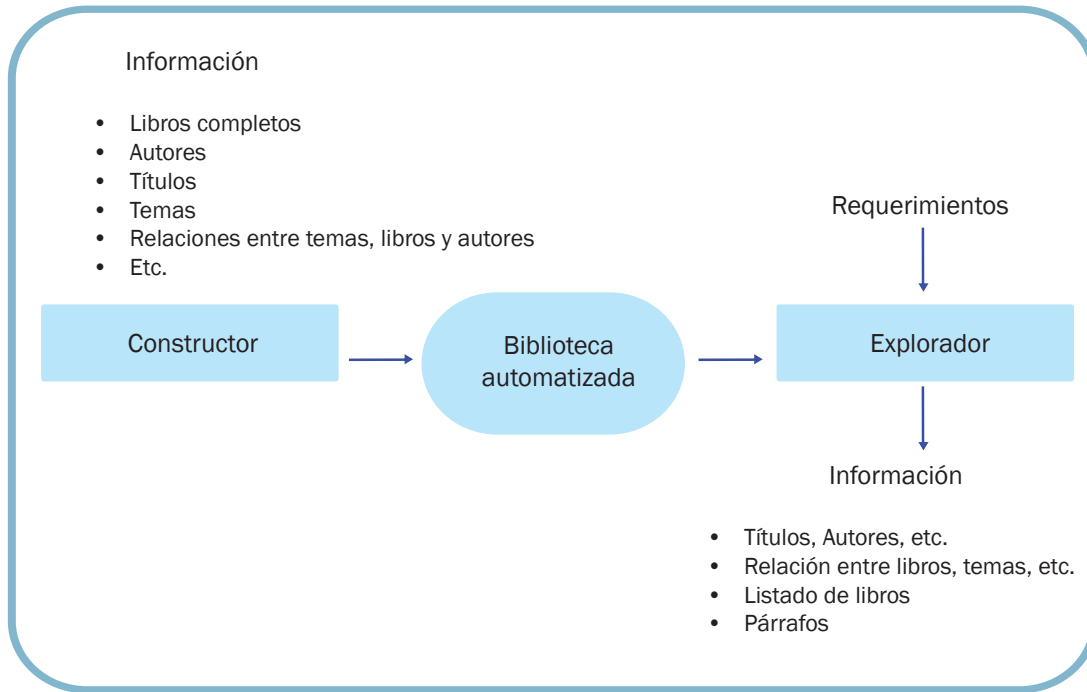 Información
• Libros completos
• Autores
• Títulos
• Temas
• Relaciones entre temas, libros y autores
• Etc.
Constructor
Biblioteca
automatizada
Requerimientos
Explorador
Información
• Títulos, Autores, etc.
• Relación entre libros, temas, etc.
• Listado de libros
• Párrafos